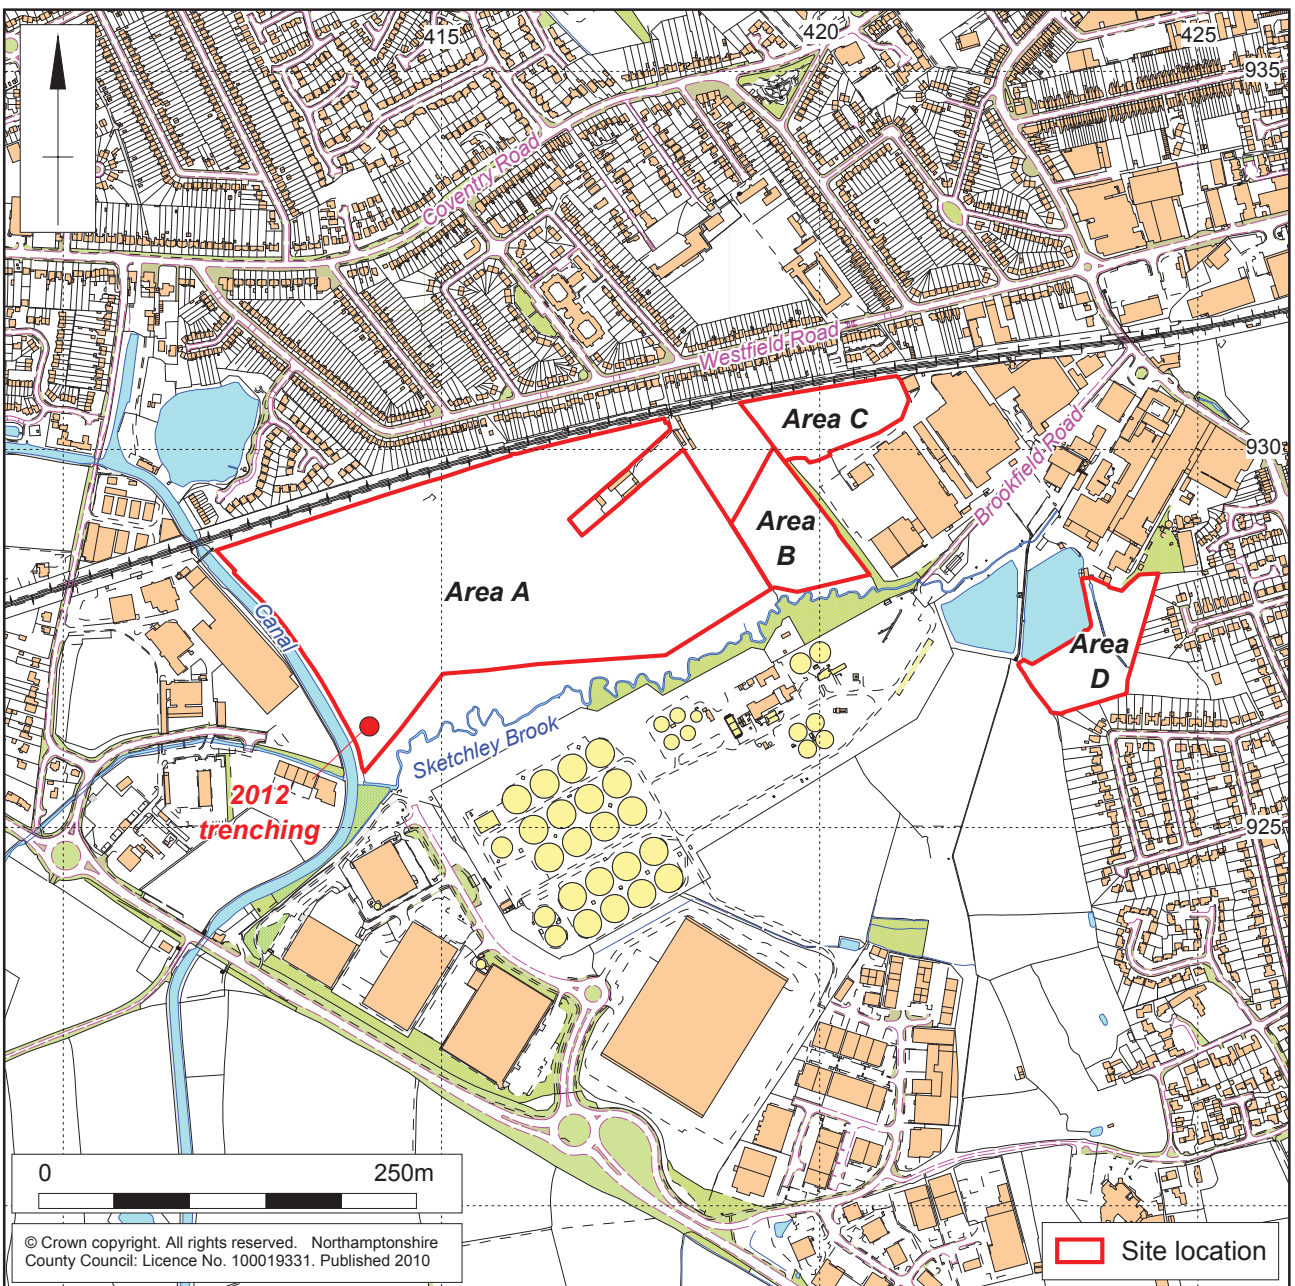 415
420
425
935
Coventry Road
Westfield Road
Area C
930
Brookfield Road
Area
B
Area A
Canal
Area
D
Sketchley Brook
2012
trenching
925
0 250m
© Crown copyright. All rights reserved. Northamptonshire
County Council: Licence No. 100019331. Published 2010
Site location